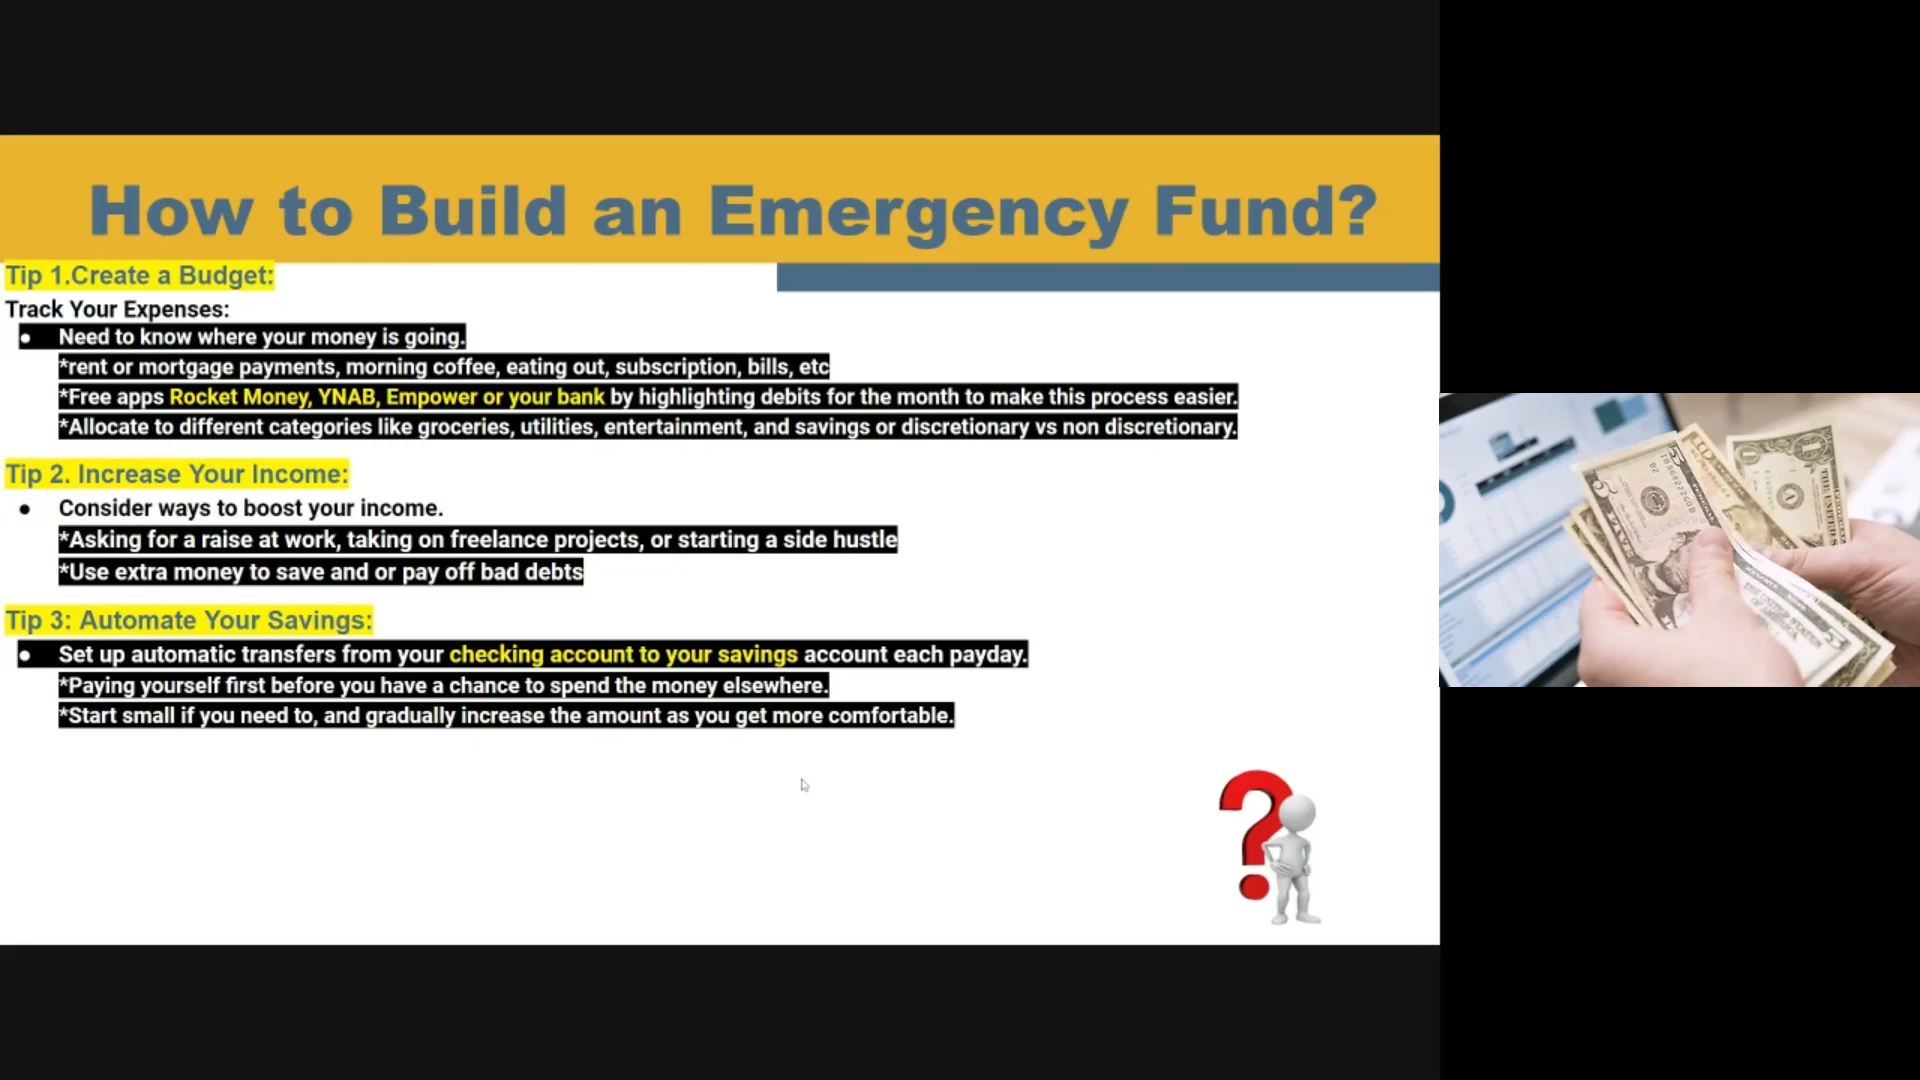 How to Build an Emergency Fund?
Tip 1.Create a Budget:
Track Your Expenses:
● Need to know where your money is going.
*rent or mortgage payments, morning coffee, eating out, subscription, bills, etc
*Free apps Rocket Money, YNAB, Empower or your bank by highlighting debits for the month to make this process easier.
*Allocate to different categories like groceries, utilities, entertainment, and savings or discretionary vs non discretionary.
Tip 2. Increase Your Income:
● Consider ways to boost your income.
*Asking for a raise at work, taking on freelance projects, or starting a side hustle
*Use extra money to save and or pay off bad debts
Tip 3: Automate Your Savings:
● Set up automatic transfers from your checking account to your savings account each payday.
*Paying yourself first before you have a chance to spend the money elsewhere.
*Start small if you need to, and gradually increase the amount as you get more comfortable.